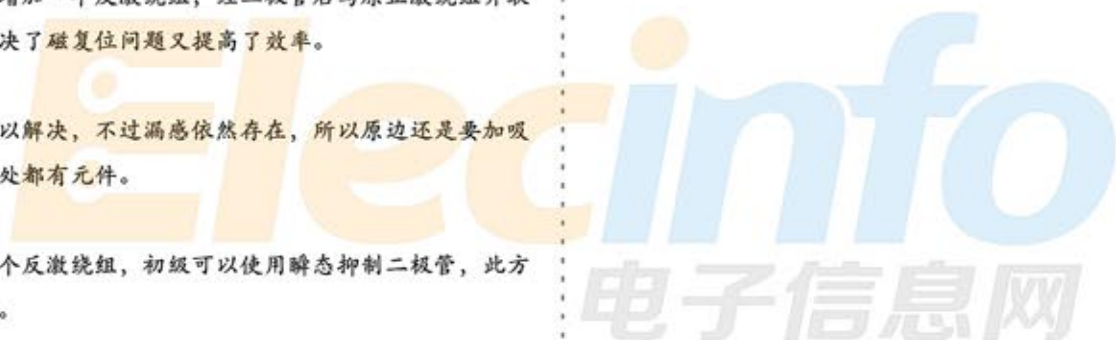 增加一个反激绕组，经二极管后与原正激绕组并联
决了磁复位问题又提高了效率。
以解决，不过漏感依然存在，所以原边还是要加吸
处都有元件。
个反激绕组，初级可以使用瞬态抑制二极管，此方
。
Elecinfo
电子信息网